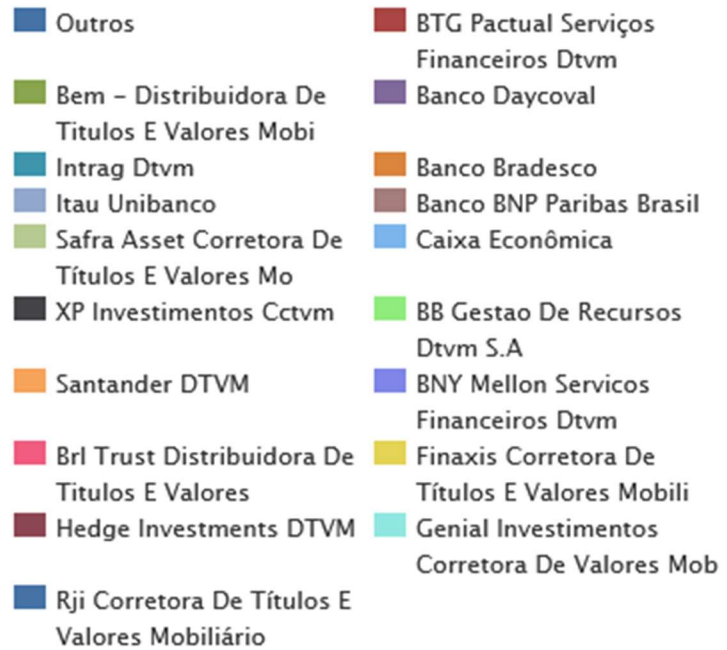 Outros
BTG Pactual Serviços
Financeiros Dtvm
Bem – Distribuidora De
Titulos E Valores Mobi
Banco Daycoval
Intrag Dtvm
Banco Bradesco
Itau Unibanco
Banco BNP Paribas Brasil
Safra Asset Corretora De
Títulos E Valores Mo
Caixa Econômica
XP Investimentos Cctvm
BB Gestao De Recursos
Dtvm S.A
Santander DTVM
BNY Mellon Servicos
Financeiros Dtvm
Brl Trust Distribuidora De
Titulos E Valores
Finaxis Corretora De
Títulos E Valores Mobili
Hedge Investments DTVM
Genial Investimentos
Corretora De Valores Mob
Rji Corretora De Títulos E
Valores Mobiliário